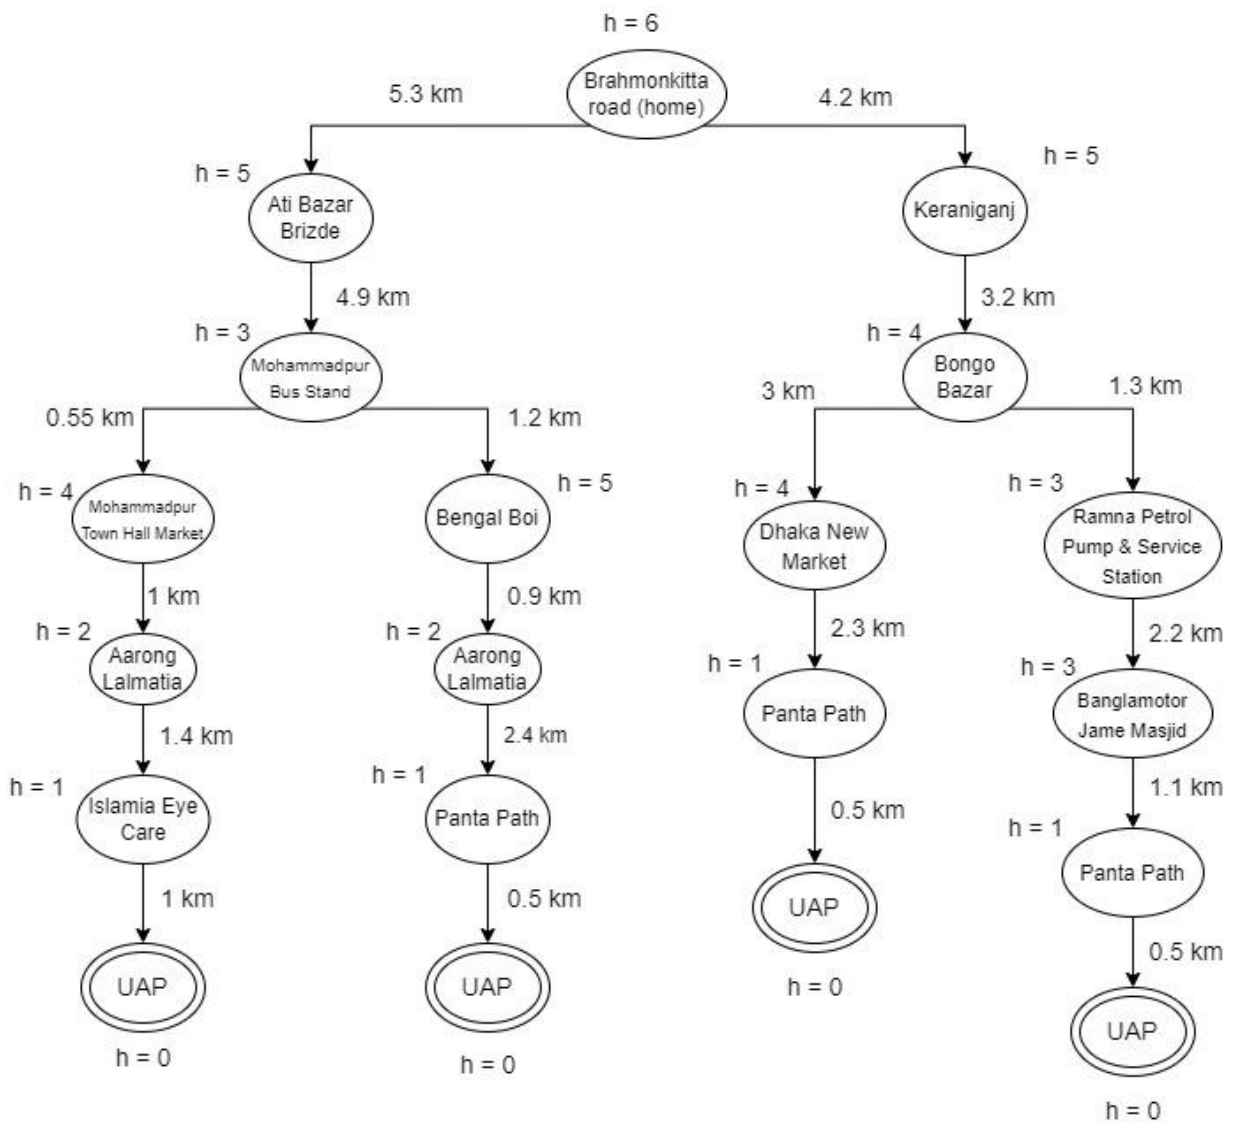 h = 6
Brahmonkitta
road (home)
5.3 km
4.2 km
h = 5
h = 5
Ati Bazar
Brizde
Keraniganj
4.9 km
3.2 km
h = 3
h = 4
Mohammadpur
Bus Stand
Bongo
Bazar
0.55 km
1.2 km
3 km
1.3 km
h = 4
h = 5
h = 4
h = 3
Mohammadpur
Town Hall Market
Bengal Boi
Dhaka New
Market
Ramna Petrol
Pump & Service
Station
1 km
0.9 km
2.3 km
2.2 km
h = 2
h = 2
h = 1
h = 3
Aarong
Lalmatia
Aarong
Lalmatia
Panta Path
Banglamotor
Jame Masjid
1.4 km
2.4 km
0.5 km
1.1 km
h = 1
h = 1
h = 1
Islamia Eye
Care
Panta Path
UAP
Panta Path
1 km
0.5 km
h = 0
0.5 km
UAP
UAP
UAP
h = 0
h = 0
h = 0